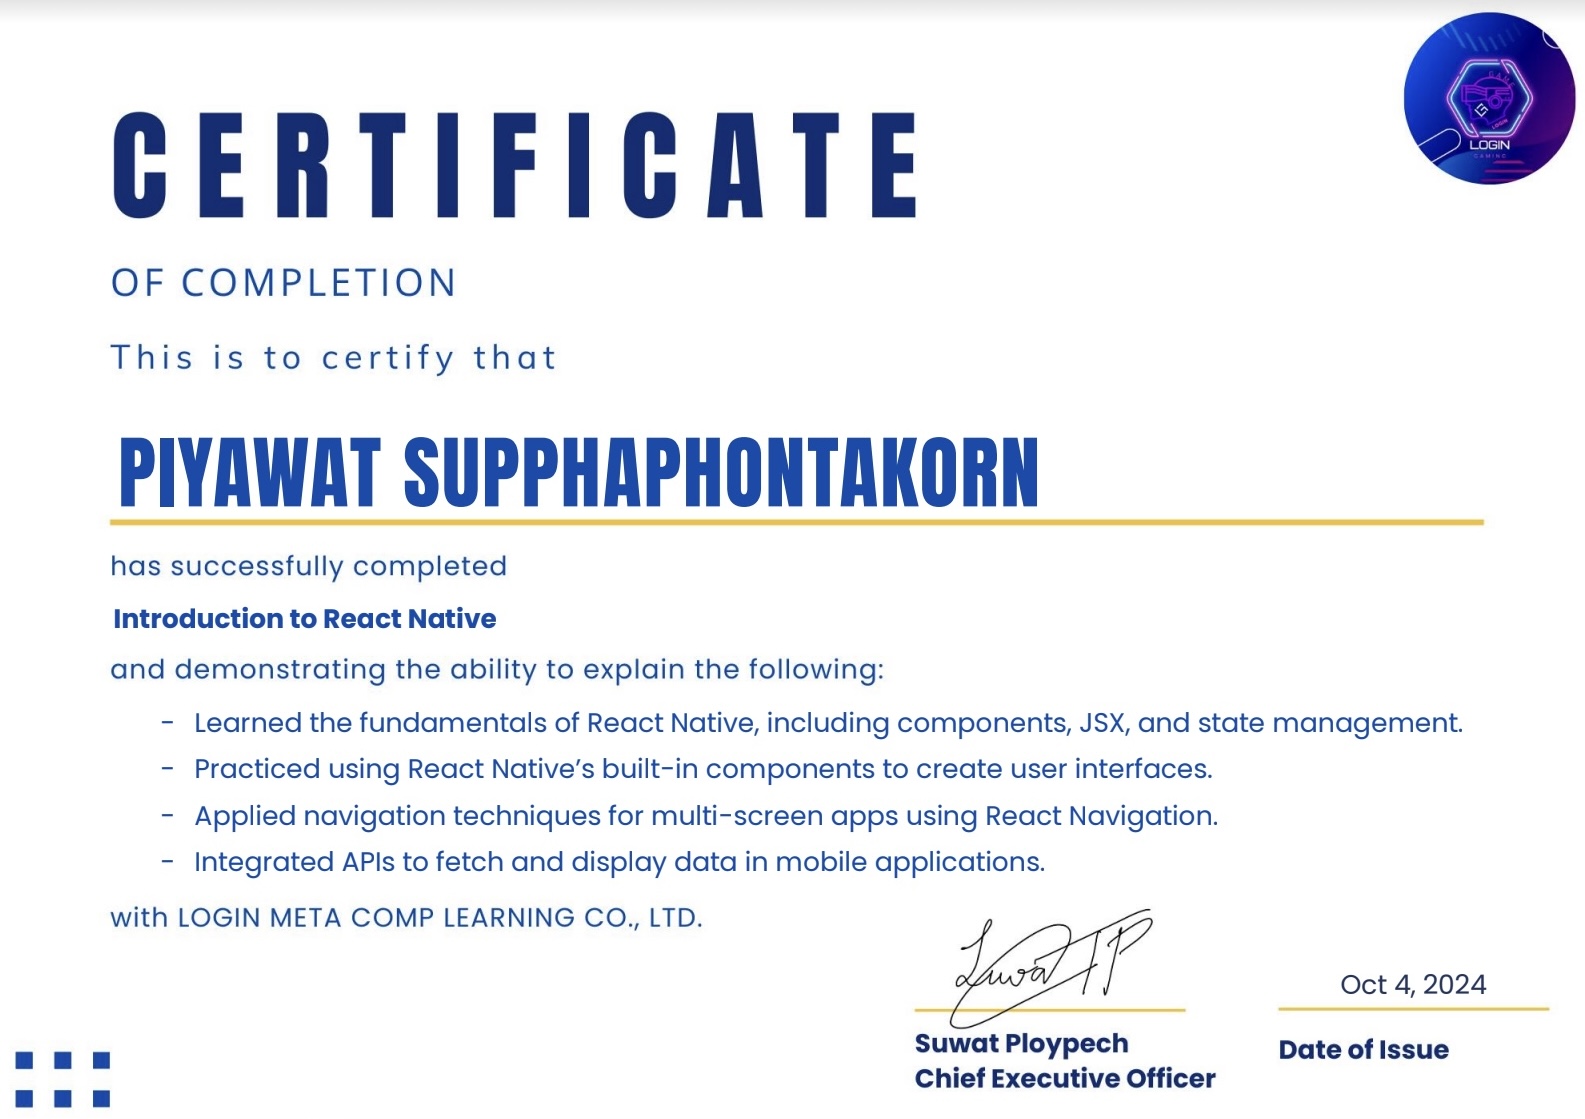 LOGIN
GAMING
CERTIFICATE
OF COMPLETION
This is to certify that
PIYAWAT SUPPHAPHONTAKORN
has successfully completed
Introduction to React Native
and demonstrating the ability to explain the following:
- Learned the fundamentals of React Native, including components, JSX, and state management.
- Practiced using React Native’s built-in components to create user interfaces.
- Applied navigation techniques for multi-screen apps using React Navigation.
- Integrated APIs to fetch and display data in mobile applications.
with LOGIN META COMP LEARNING CO., LTD.
Oct 4, 2024
Suwat Ploypech
Date of Issue
Chief Executive Officer